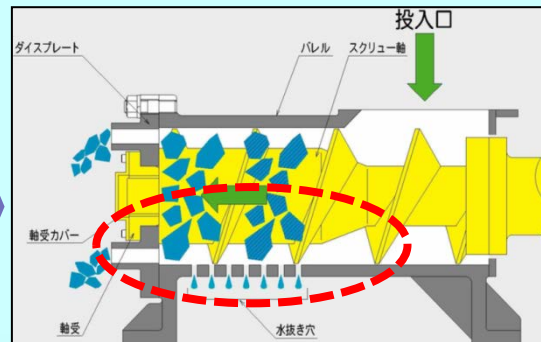 投入口
ダイスプレート
バレル
スクリュー軸
軸受カバー
軸受
水抜き穴